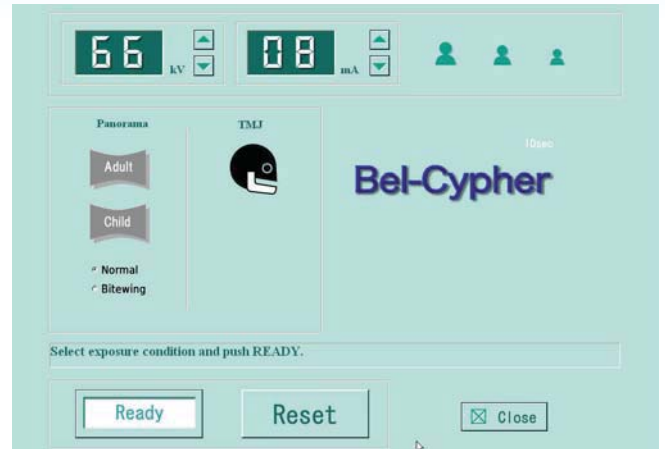 66 kV 08 mA
Panorama TMJ
10sec
Adult
Bel-Cypher
Child
Normal
Bitewing
Select exposure condition and push READY.
Ready Reset Close